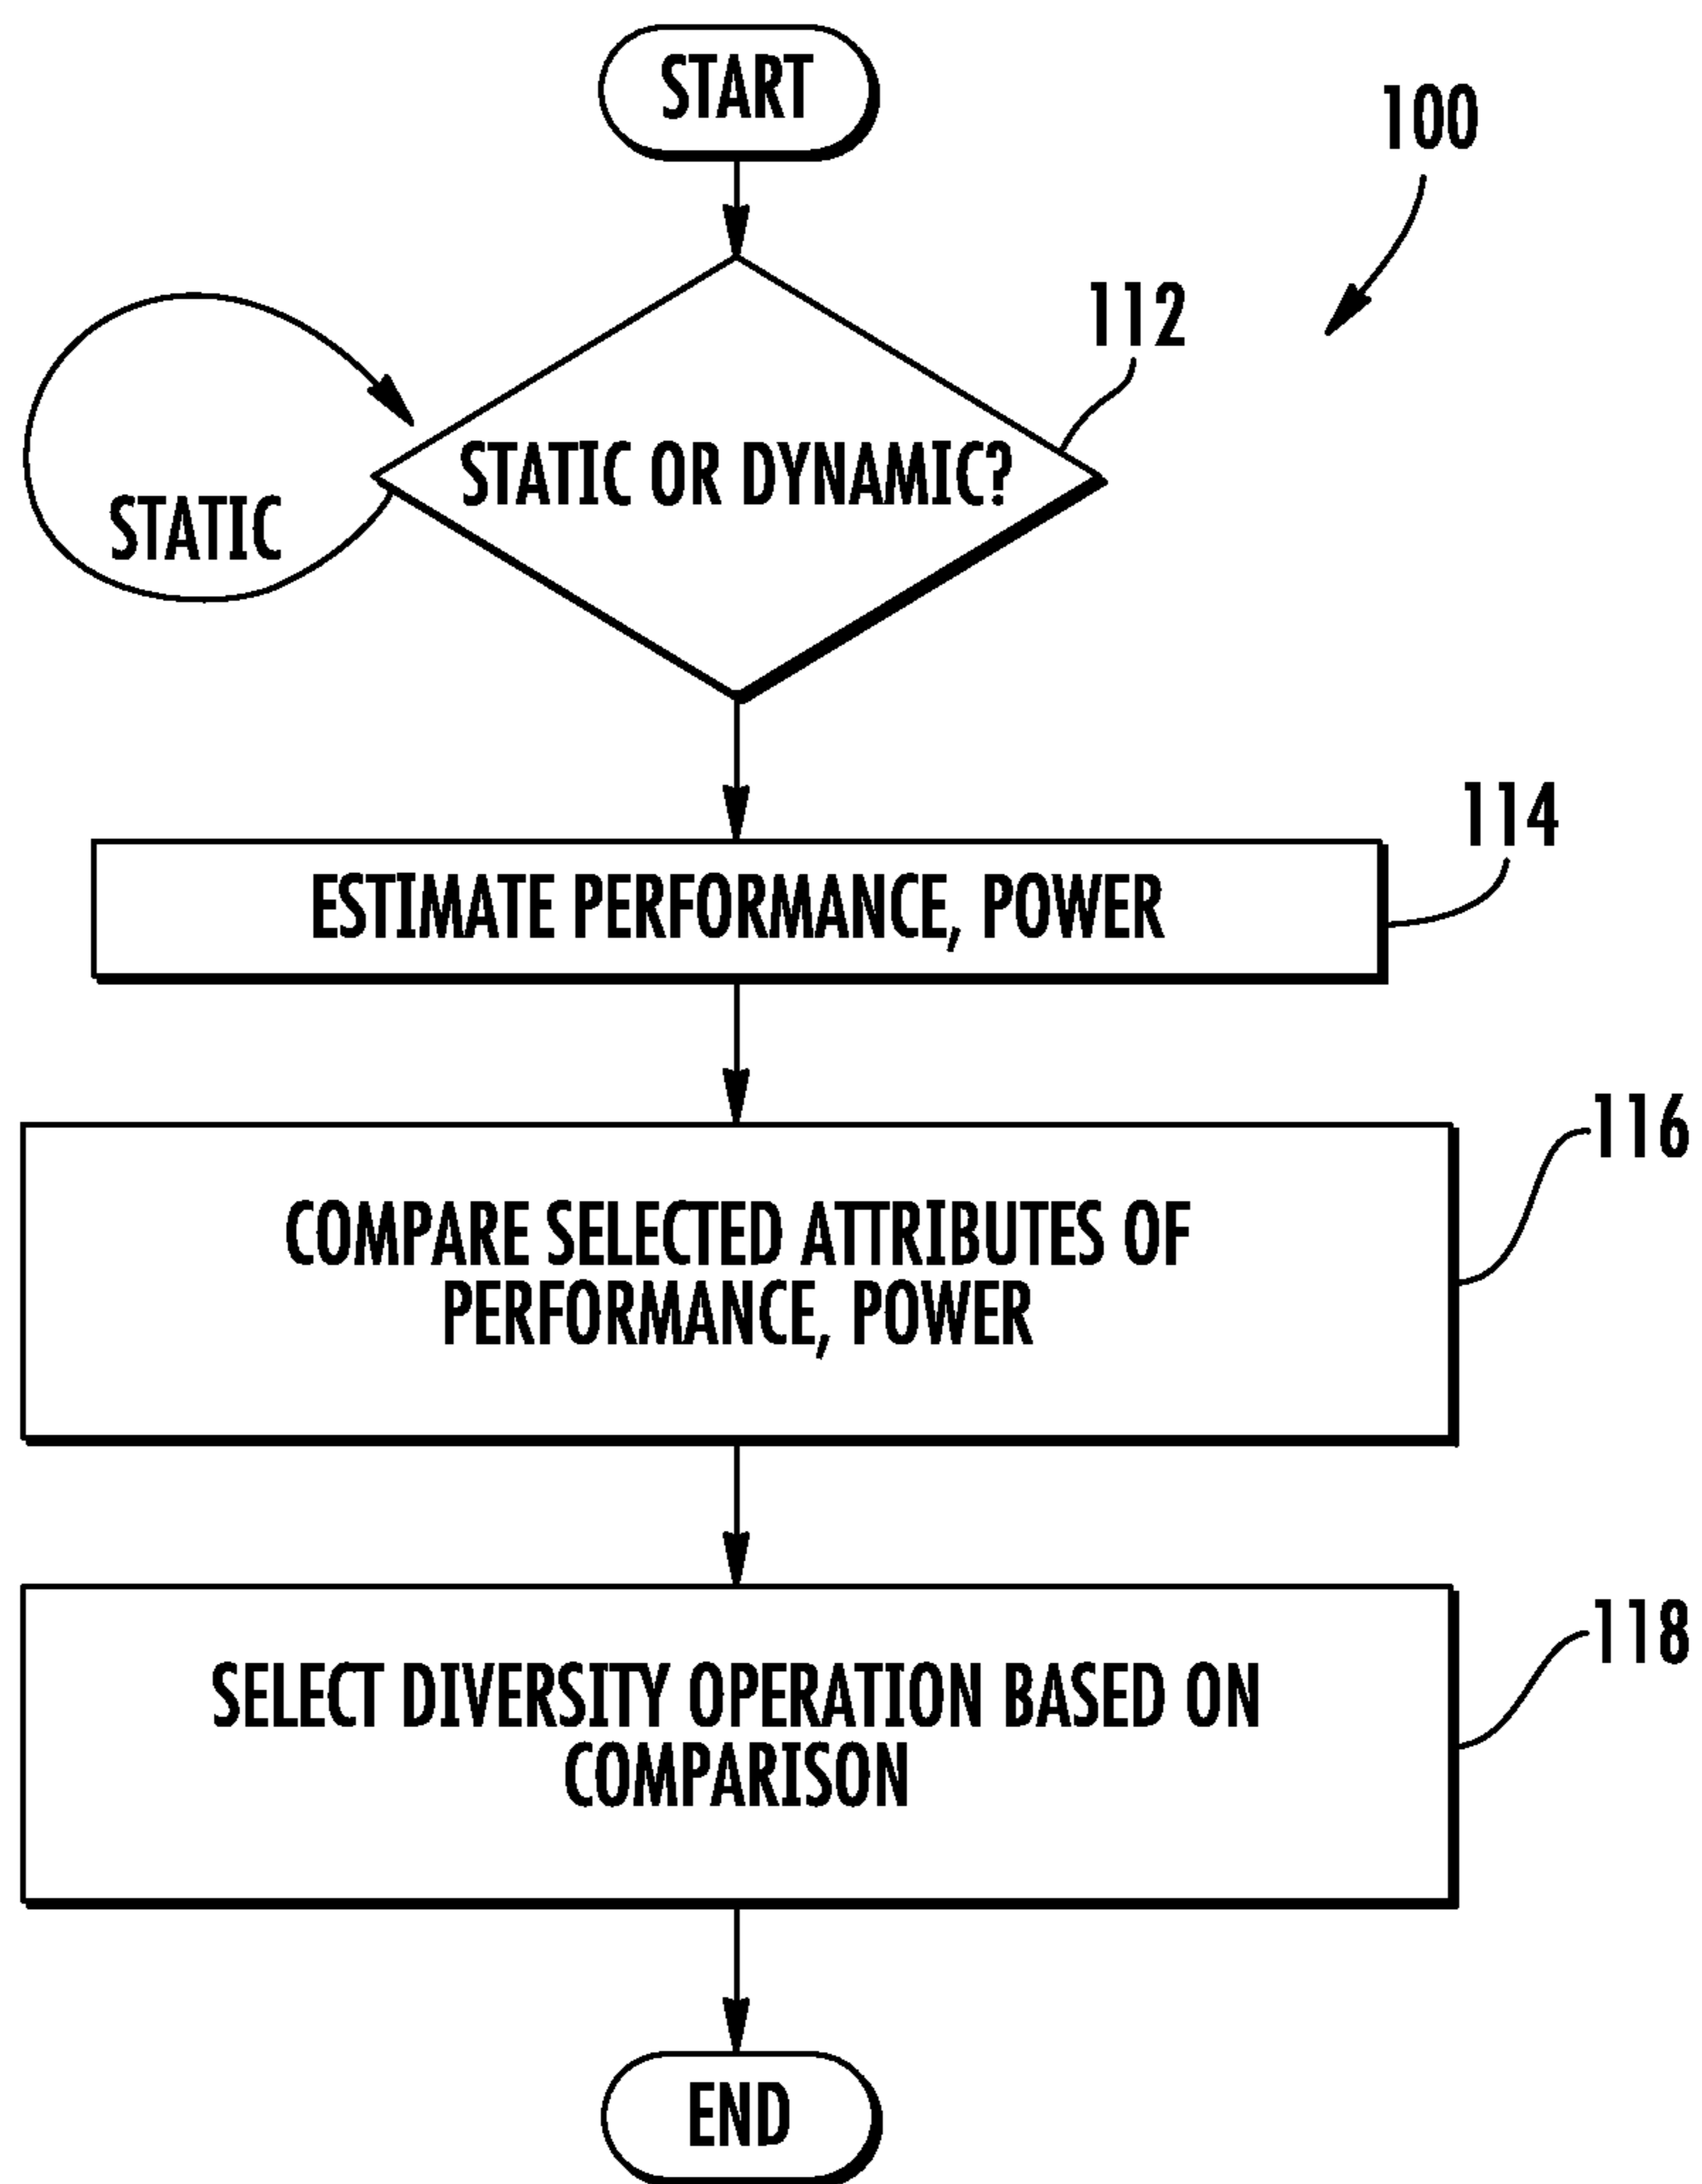 START
100
112
STATIC OR DYNAMIC?
STATIC
114
ESTIMATE PERFORMANCE, POWER
116
COMPARE SELECTED ATTRIBUTES OF
PERFORMANCE, POWER
118
SELECT DIVERSITY OPERATION BASED ON
COMPARISON
END